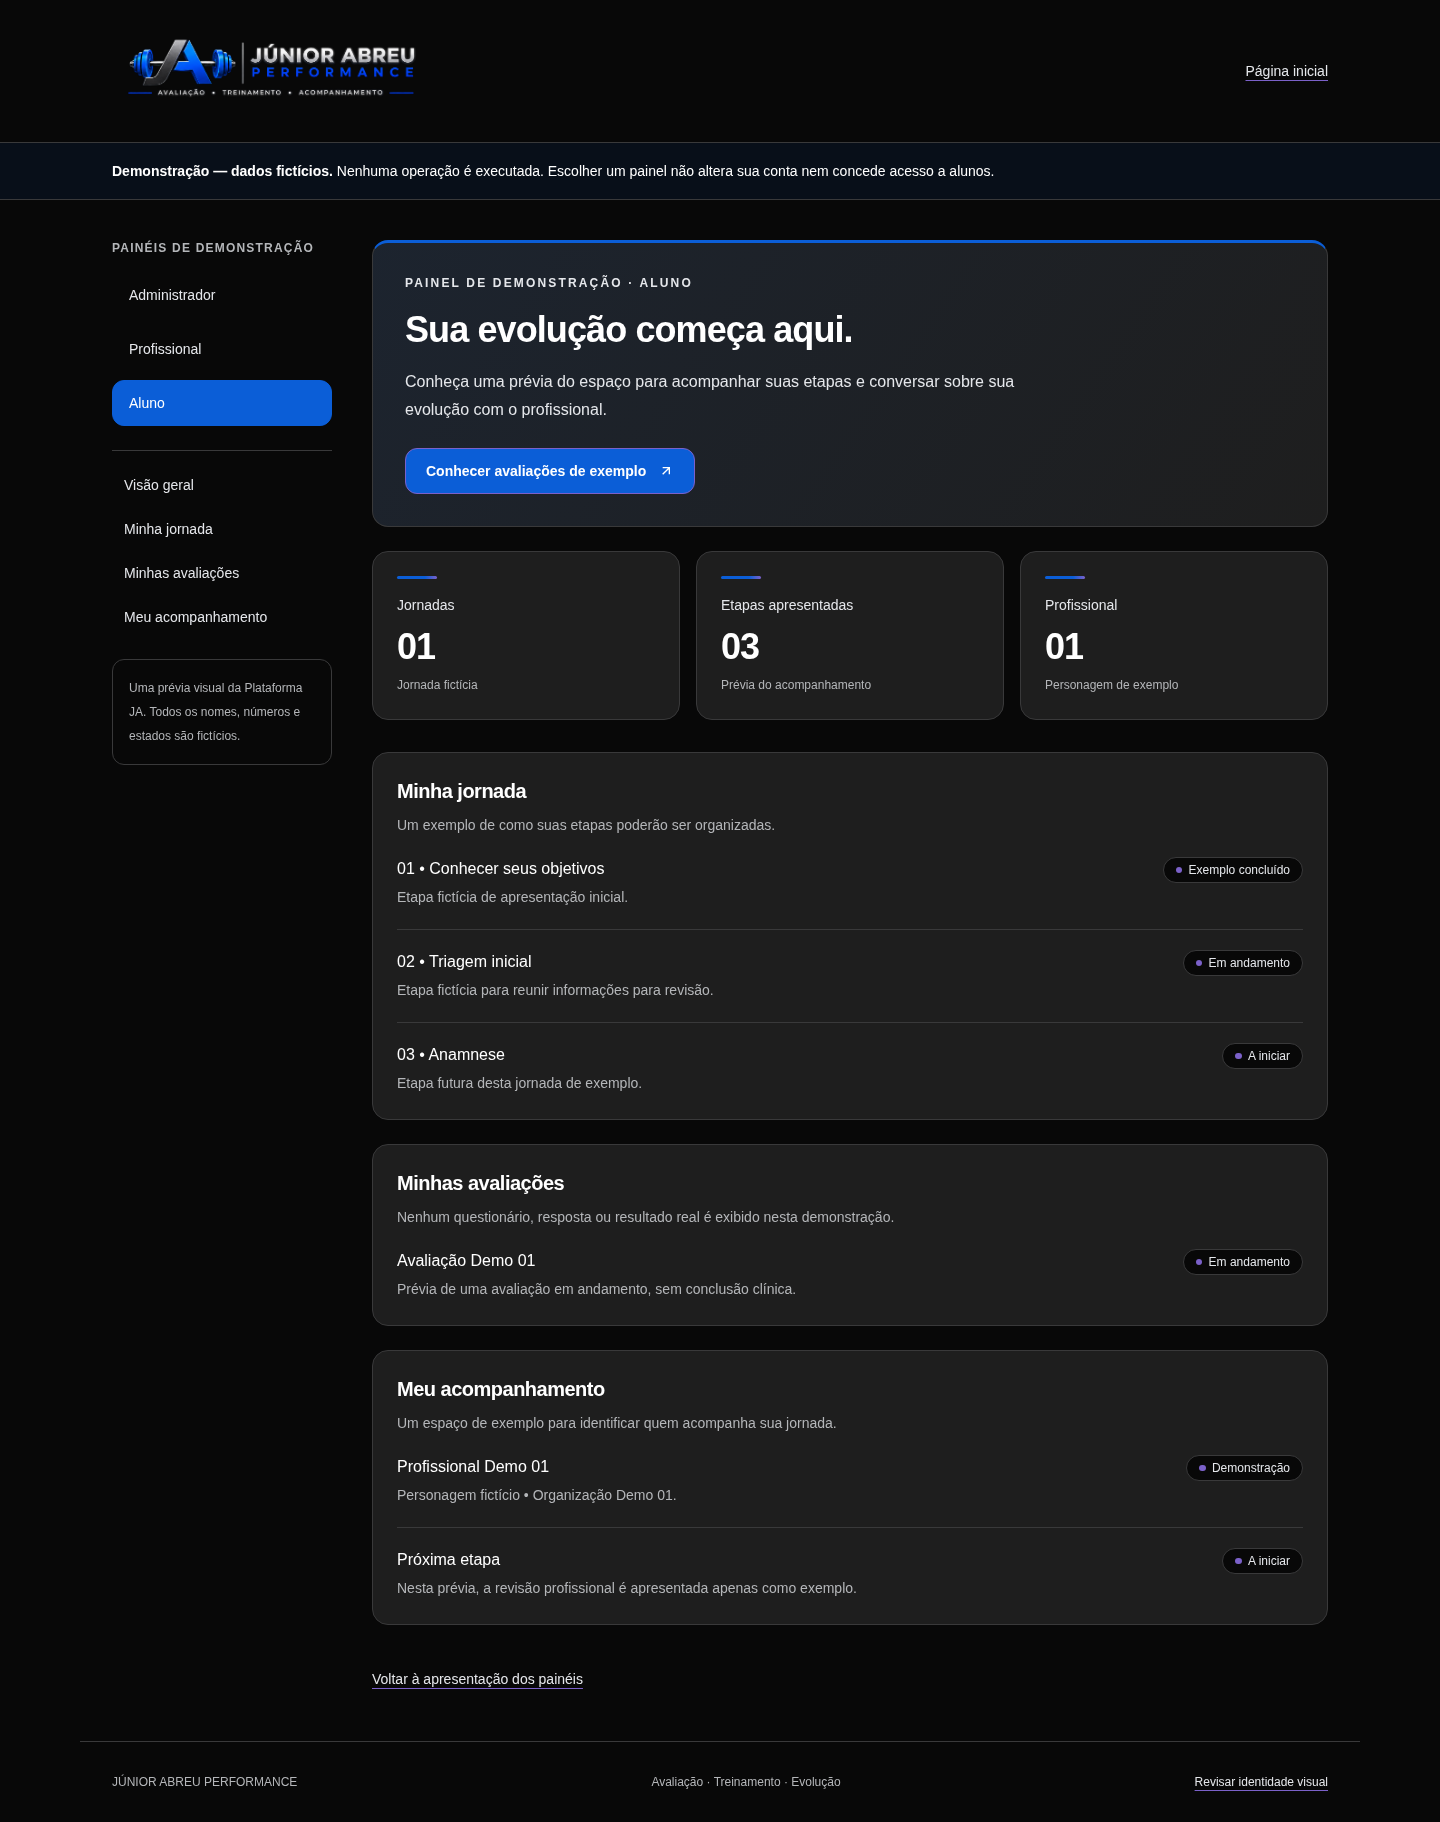 JÚNIOR ABREU
PERFORMANCE
AVALIAÇÃO • TREINAMENTO • ACOMPANHAMENTO
Página inicial
Demonstração — dados fictícios. Nenhuma operação é executada. Escolher um painel não altera sua conta nem concede acesso a alunos.
PAINÉIS DE DEMONSTRAÇÃO
Administrador
Profissional
Aluno
Visão geral
Minha jornada
Minhas avaliações
Meu acompanhamento
Uma prévia visual da Plataforma
JA. Todos os nomes, números e
estados são fictícios.
PAINEL DE DEMONSTRAÇÃO · ALUNO
Sua evolução começa aqui.
Conheça uma prévia do espaço para acompanhar suas etapas e conversar sobre sua
evolução com o profissional.
Conhecer avaliações de exemplo
Jornadas
01
Jornada fictícia
Etapas apresentadas
03
Prévia do acompanhamento
Profissional
01
Personagem de exemplo
Minha jornada
Um exemplo de como suas etapas poderão ser organizadas.
01 • Conhecer seus objetivos
Exemplo concluído
Etapa fictícia de apresentação inicial.
02 • Triagem inicial
Em andamento
Etapa fictícia para reunir informações para revisão.
03 • Anamnese
A iniciar
Etapa futura desta jornada de exemplo.
Minhas avaliações
Nenhum questionário, resposta ou resultado real é exibido nesta demonstração.
Avaliação Demo 01
Em andamento
Prévia de uma avaliação em andamento, sem conclusão clínica.
Meu acompanhamento
Um espaço de exemplo para identificar quem acompanha sua jornada.
Profissional Demo 01
Demonstração
Personagem fictício • Organização Demo 01.
Próxima etapa
A iniciar
Nesta prévia, a revisão profissional é apresentada apenas como exemplo.
Voltar à apresentação dos painéis
JÚNIOR ABREU PERFORMANCE
Avaliação · Treinamento · Evolução
Revisar identidade visual